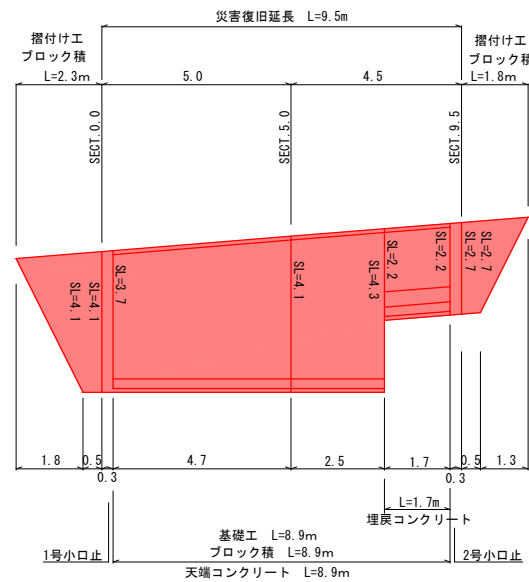 災害復旧延長 L=9.5m
摺付け工
ブロック積
L=2.3m
摺付け工
ブロック積
L=1.8m
5.0
4.5
SECT.0.0
SECT.5.0
SECT.9.5
SL=4.1
SL=4.1
SL=3.7
SL=4.1
SL=4.3
SL=2.2
SL=2.2
SL=2.7
SL=2.7
1.8
0.5
0.3
4.7
2.5
1.7
0.3
0.5
1.3
L=1.7m
埋戻コンクリート
1号小口止
基礎工 L=8.9m
ブロック積 L=8.9m
天端コンクリート L=8.9m
2号小口止